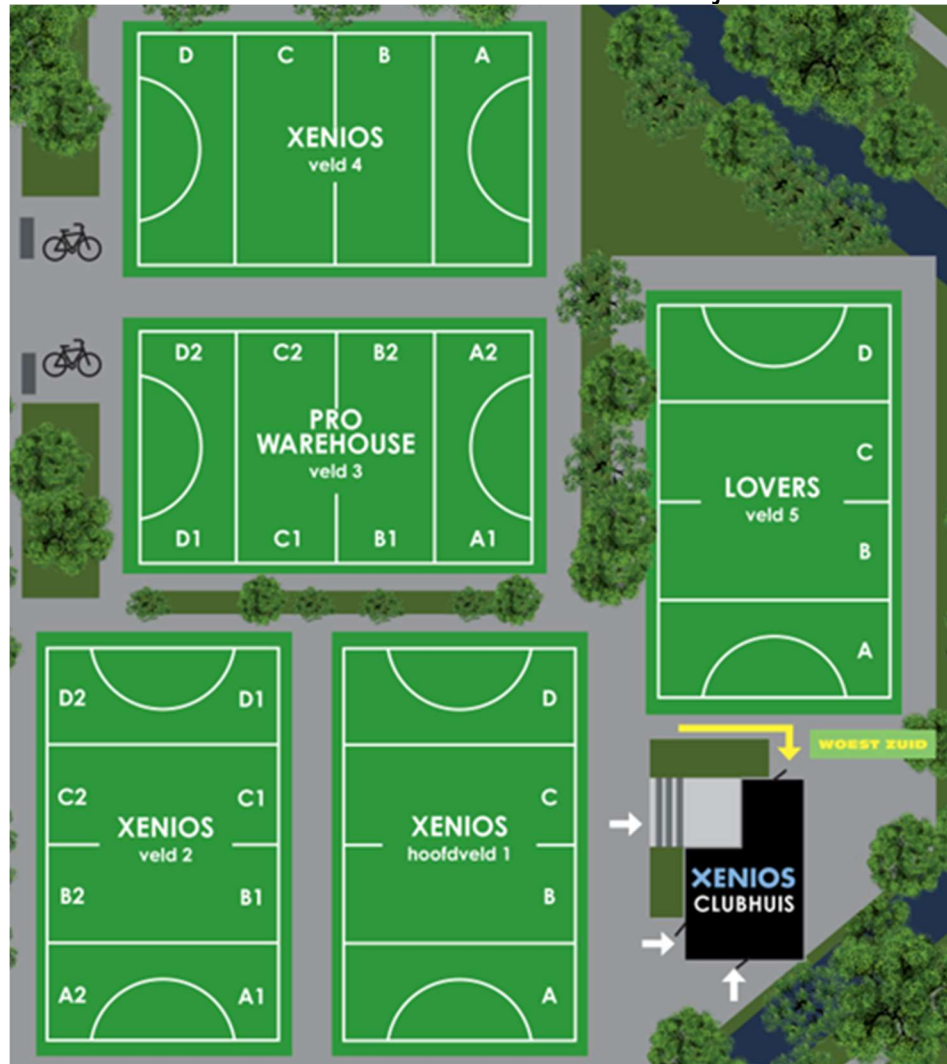 D C B A
XENIOS
veld 4
D2 C2 B2 A2
PRO
WAREHOUSE
veld 3
D1 C1 B1 A1
D
C
LOVERS
veld 5
B
A
D2 D1
C2 C1
XENIOS
veld 2
B2 B1
A2 A1
D
C
XENIOS
hoofdveld 1
B
A
WOEST ZUID
XENIOS
CLUBHUIS